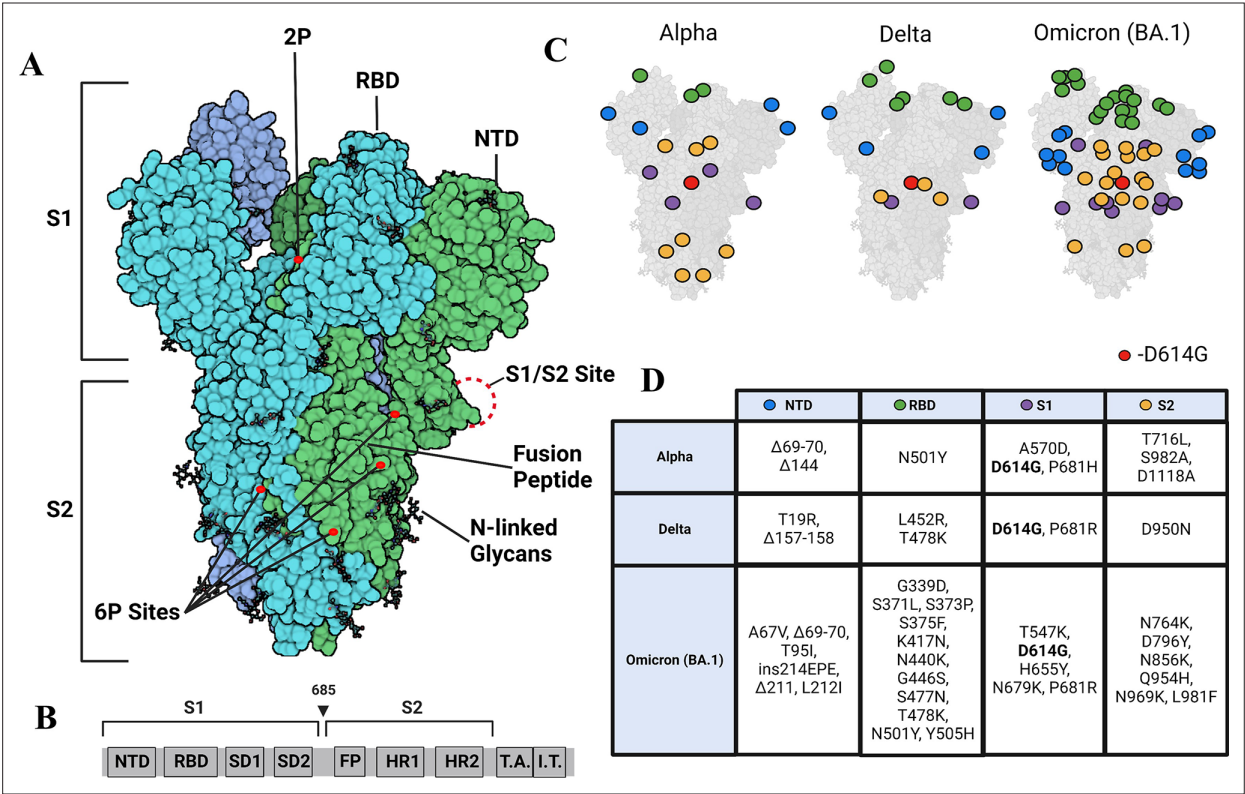 A
2P
RBD
NTD
S1
S2
S1/S2 Site
Fusion
Peptide
N-linked
Glycans
6P Sites
B
S1
685
S2
NTD
RBD
SD1
SD2
FP
HR1
HR2
T.A.
I.T.
C
Alpha
Delta
Omicron (BA.1)
-D614G
D
NTD
RBD
S1
S2
Alpha
Δ69-70,
Δ144
N501Y
A570D,
D614G, P681H
T716L,
S982A,
D1118A
Delta
T19R,
Δ157-158
L452R,
T478K
D614G, P681R
D950N
Omicron (BA.1)
A67V, Δ69-70,
T95I,
ins214EPE,
Δ211, L212I
G339D,
S371L, S373P,
S375F,
K417N,
N440K,
G446S,
S477N,
T478K,
N501Y, Y505H
T547K,
D614G,
H655Y,
N679K, P681R
N764K,
D796Y,
N856K,
Q954H,
N969K, L981F